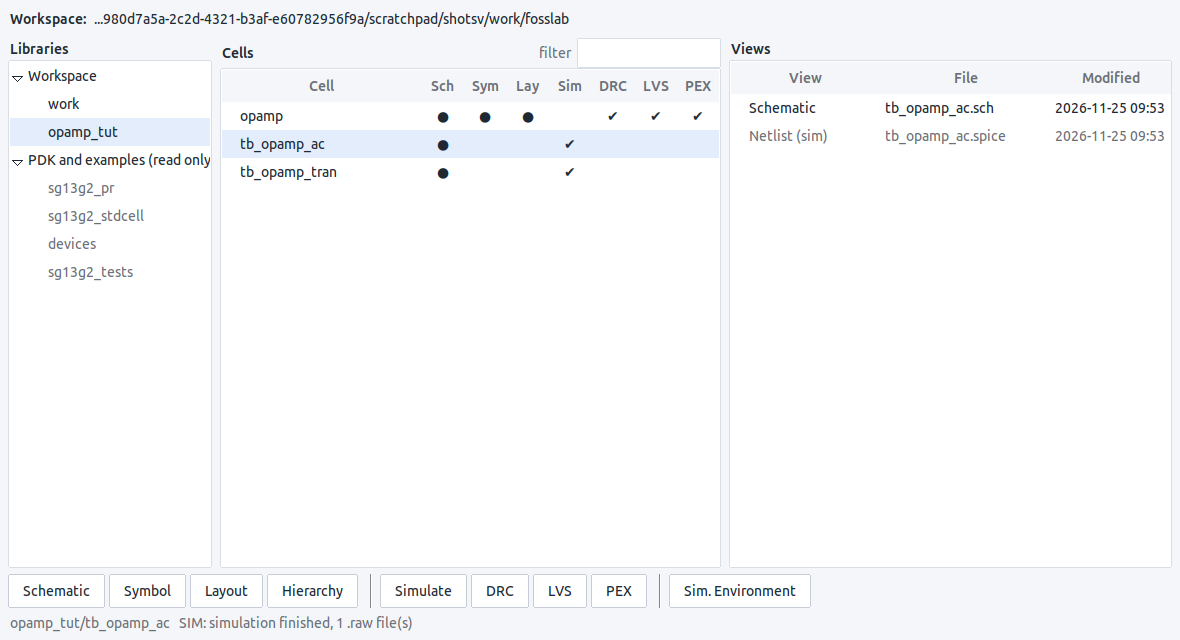 Workspace: ...980d7a5a-2c2d-4321-b3af-e60782956f9a/scratchpad/shotsv/work/fosslab
Libraries
Workspace
work
opamp_tut
PDK and examples (read only
sg13g2_pr
sg13g2_stdcell
devices
sg13g2_tests
Cells filter
Cell Sch Sym Lay Sim DRC LVS PEX
opamp ● ● ● ✔ ✔ ✔
tb_opamp_ac ● ✔
tb_opamp_tran ● ✔
Views
View File Modified
Schematic tb_opamp_ac.sch 2026-11-25 09:53
Netlist (sim) tb_opamp_ac.spice 2026-11-25 09:53
Schematic Symbol Layout Hierarchy Simulate DRC LVS PEX Sim. Environment
opamp_tut/tb_opamp_ac SIM: simulation finished, 1 .raw file(s)